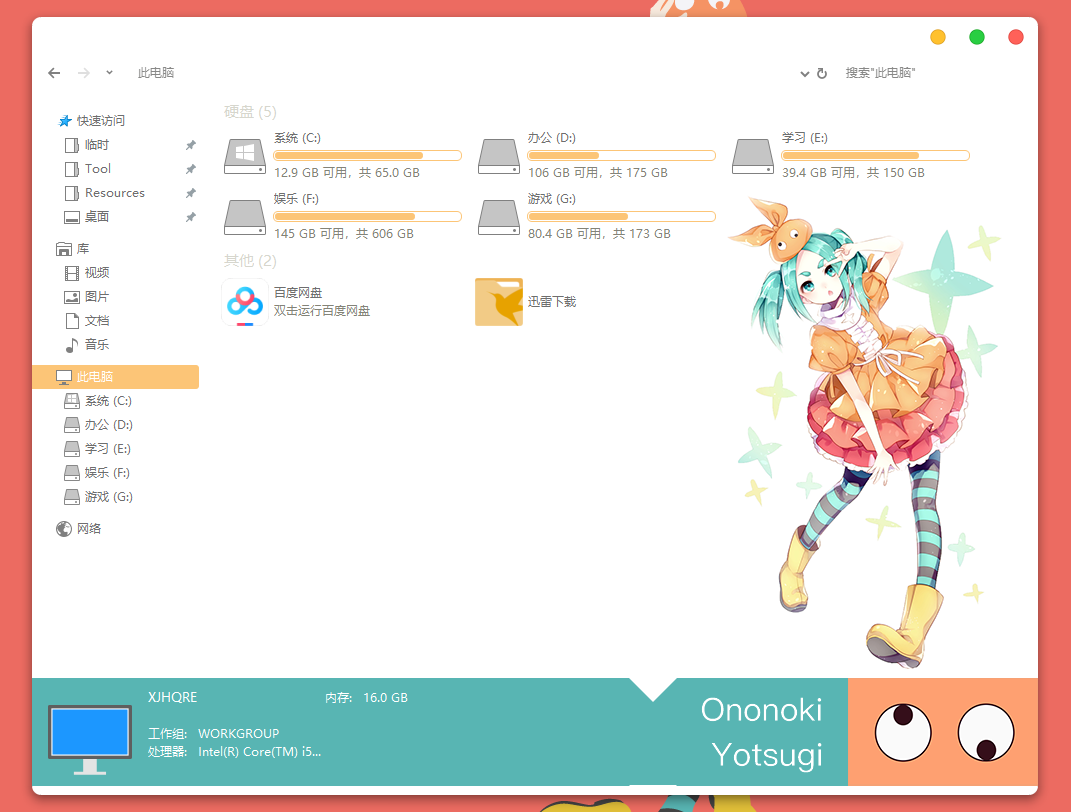 此电脑
搜索"此电脑"
快速访问
临时
Tool
Resources
桌面
库
视频
图片
文档
音乐
此电脑
系统 (C:)
办公 (D:)
学习 (E:)
娱乐 (F:)
游戏 (G:)
网络
硬盘 (5)
系统 (C:)
12.9 GB 可用，共 65.0 GB
办公 (D:)
106 GB 可用，共 175 GB
学习 (E:)
39.4 GB 可用，共 150 GB
娱乐 (F:)
145 GB 可用，共 606 GB
游戏 (G:)
80.4 GB 可用，共 173 GB
其他 (2)
百度网盘
双击运行百度网盘
迅雷下载
XJHQRE
内存: 16.0 GB
工作组: WORKGROUP
处理器: Intel(R) Core(TM) i5...
Ononoki
Yotsugi